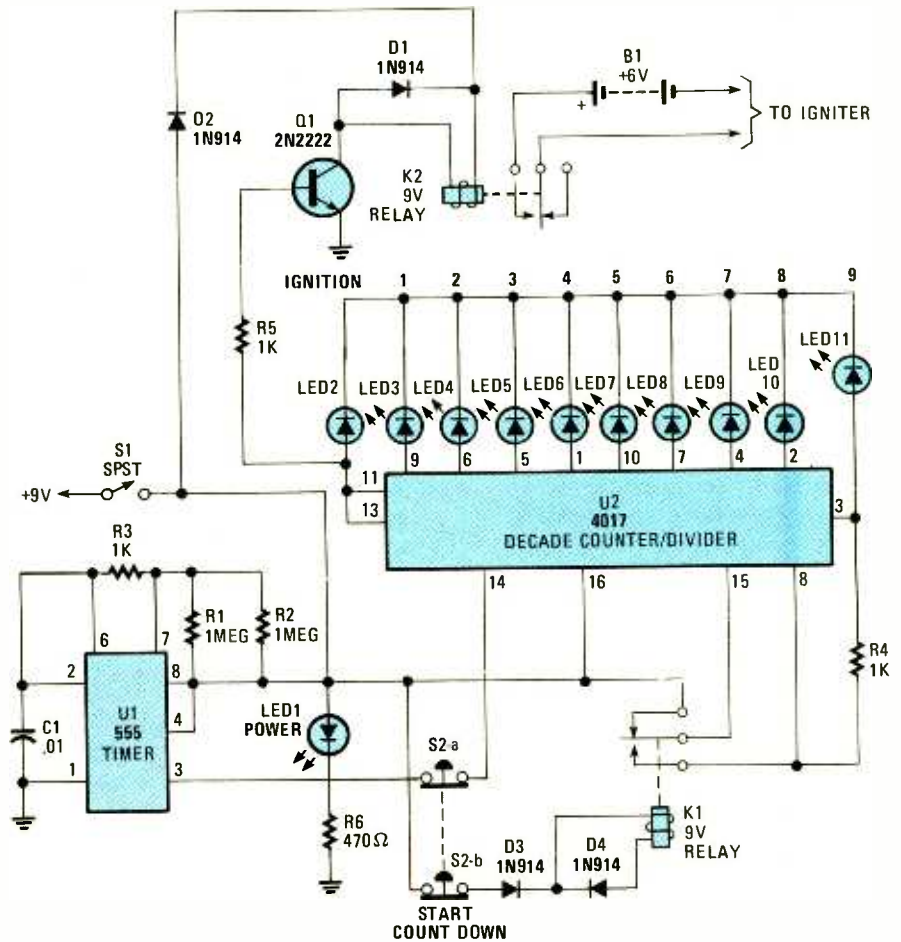 D1
1N914
B1
+6V
+
TO IGNITER
O2
1N914
Q1
2N2222
K2
9V
RELAY
IGNITION
1 2 3 4 5 6 7 8 9
R5
1K
LED2 LED3 LED4 LED5 LED6 LED7 LED8 LED9 LED
10
LED11
9 6 5 1 10 7 4 2
S1
SPST
+9V
11
13
U2
4017
DECADE COUNTER/DIVIDER
3
14 16 15 8
R3
1K
6 7
R1
1MEG
R2
1MEG
2 8
U1
555
TIMER
4
1 3
C1
.01
LED1
POWER
R4
1K
S2-a
R6
470Ω
S2-b
D3
1N914
D4
1N914
K1
9V
RELAY
START
COUNT DOWN